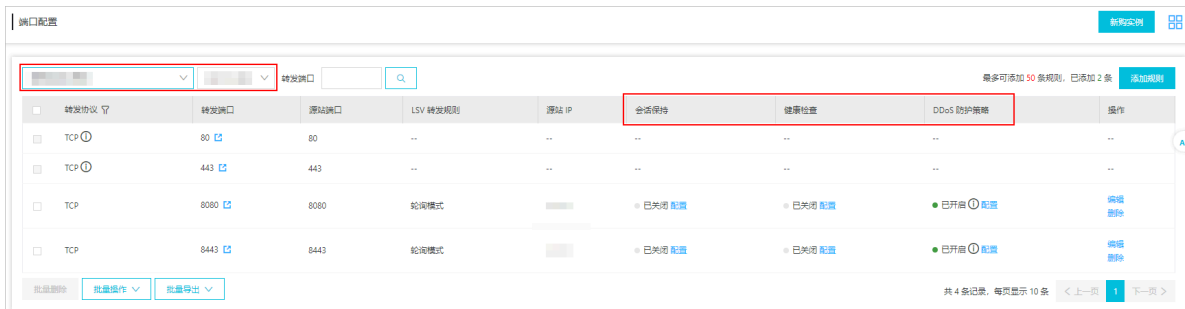 端口配置
新购实例
转发端口
最多可添加 50 条规则，已添加 2 条 添加规则
转发协议 转发端口 源站端口 LSV 转发规则 源站 IP 会话保持 健康检查 DDoS 防护策略 操作
TCP 80 80 -- -- -- -- -- --
TCP 443 443 -- -- -- -- -- --
TCP 8080 8080 轮询模式 已关闭 配置 已关闭 配置 已开启 配置 编辑
删除
TCP 8443 8443 轮询模式 已关闭 配置 已关闭 配置 已开启 配置 编辑
删除
批量删除 批量操作 批量导出 共 4 条记录，每页显示 10 条 < 上一页 1 下一页 >
A